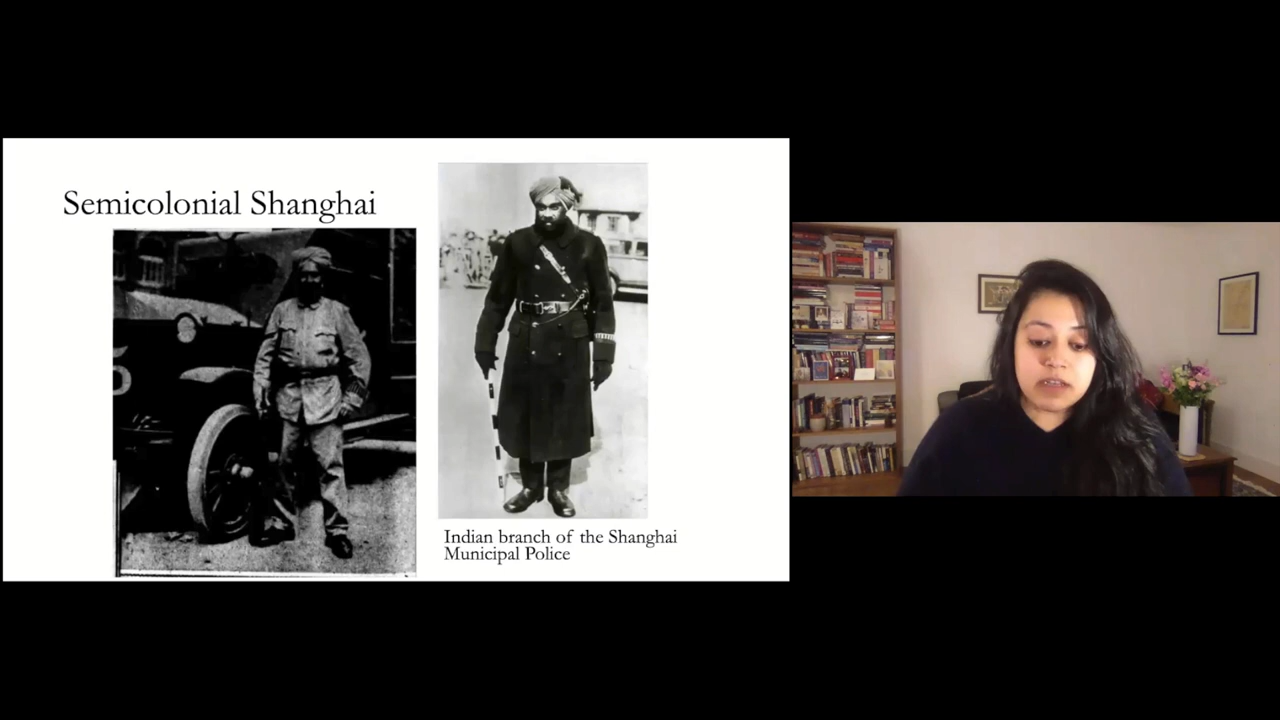 Semicolonial Shanghai
Indian branch of the Shanghai
Municipal Police